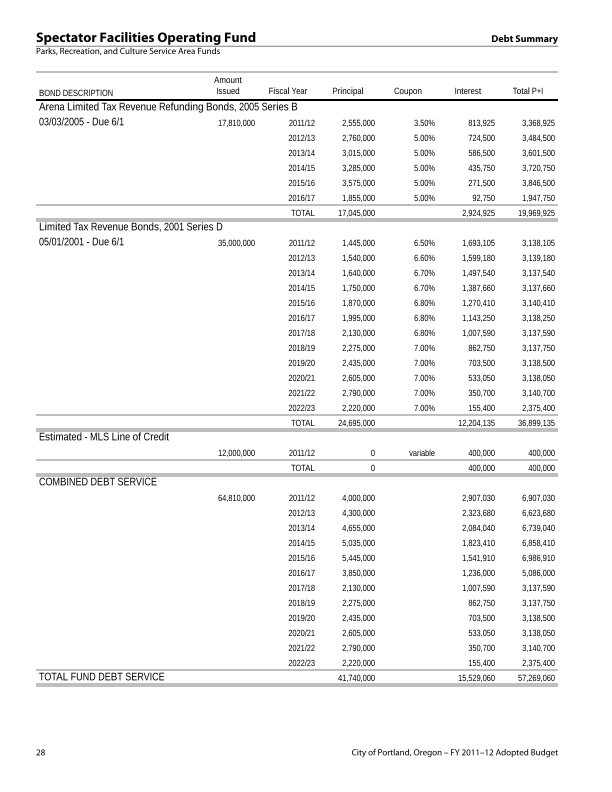 Spectator Facilities Operating Fund Debt Summary
Parks, Recreation, and Culture Service Area Funds
BOND DESCRIPTION Amount Issued Fiscal Year Principal Coupon Interest Total P+I
Arena Limited Tax Revenue Refunding Bonds, 2005 Series B
03/03/2005 - Due 6/1 17,810,000 2011/12 2,555,000 3.50% 813,925 3,368,925
2012/13 2,760,000 5.00% 724,500 3,484,500
2013/14 3,015,000 5.00% 586,500 3,601,500
2014/15 3,285,000 5.00% 435,750 3,720,750
2015/16 3,575,000 5.00% 271,500 3,846,500
2016/17 1,855,000 5.00% 92,750 1,947,750
TOTAL 17,045,000 2,924,925 19,969,925
Limited Tax Revenue Bonds, 2001 Series D
05/01/2001 - Due 6/1 35,000,000 2011/12 1,445,000 6.50% 1,693,105 3,138,105
2012/13 1,540,000 6.60% 1,599,180 3,139,180
2013/14 1,640,000 6.70% 1,497,540 3,137,540
2014/15 1,750,000 6.70% 1,387,660 3,137,660
2015/16 1,870,000 6.80% 1,270,410 3,140,410
2016/17 1,995,000 6.80% 1,143,250 3,138,250
2017/18 2,130,000 6.80% 1,007,590 3,137,590
2018/19 2,275,000 7.00% 862,750 3,137,750
2019/20 2,435,000 7.00% 703,500 3,138,500
2020/21 2,605,000 7.00% 533,050 3,138,050
2021/22 2,790,000 7.00% 350,700 3,140,700
2022/23 2,220,000 7.00% 155,400 2,375,400
TOTAL 24,695,000 12,204,135 36,899,135
Estimated - MLS Line of Credit
12,000,000 2011/12 0 variable 400,000 400,000
TOTAL 0 400,000 400,000
COMBINED DEBT SERVICE
64,810,000 2011/12 4,000,000 2,907,030 6,907,030
2012/13 4,300,000 2,323,680 6,623,680
2013/14 4,655,000 2,084,040 6,739,040
2014/15 5,035,000 1,823,410 6,858,410
2015/16 5,445,000 1,541,910 6,986,910
2016/17 3,850,000 1,236,000 5,086,000
2017/18 2,130,000 1,007,590 3,137,590
2018/19 2,275,000 862,750 3,137,750
2019/20 2,435,000 703,500 3,138,500
2020/21 2,605,000 533,050 3,138,050
2021/22 2,790,000 350,700 3,140,700
2022/23 2,220,000 155,400 2,375,400
TOTAL FUND DEBT SERVICE 41,740,000 15,529,060 57,269,060
28 City of Portland, Oregon – FY 2011–12 Adopted Budget